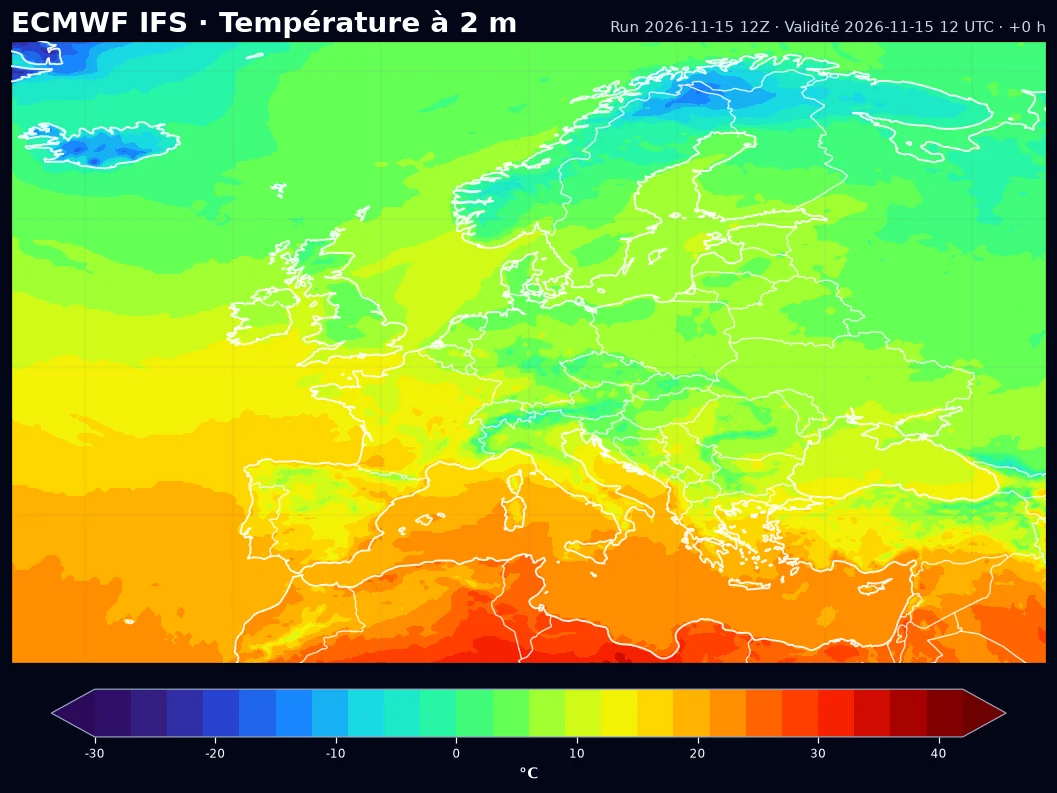 ECMWF IFS · Température à 2 m
Run 2026-11-15 12Z · Validité 2026-11-15 12 UTC · +0 h
-30 -20 -10 0 10 20 30 40
°C